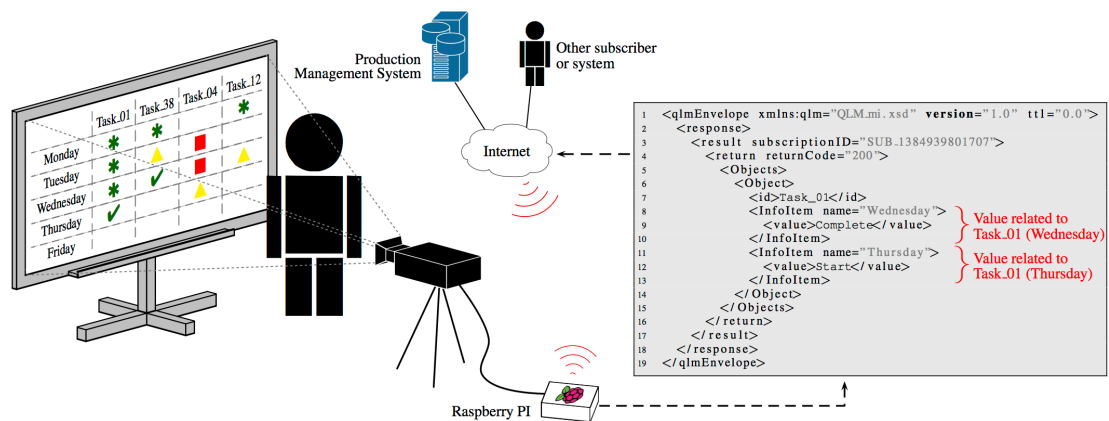 Task_01 Task_38 Task_04 Task_12
Monday
Tuesday
Wednesday
Thursday
Friday
Production
Management System
Other subscriber
or system
Internet
Raspberry PI
1 <qlmEnvelope xmlns:qlm="QLM_mi.xsd" version="1.0" ttl="0.0">
2 <response>
3 <result subscriptionID="SUB_1384939801707">
4 <return returnCode="200">
5 <Objects>
6 <Object>
7 <id>Task_01</id>
8 <InfoItem name="Wednesday">
9 <value>Complete</value>
10 </InfoItem>
11 <InfoItem name="Thursday">
12 <value>Start</value>
13 </InfoItem>
14 </Object>
15 </Objects>
16 </return>
17 </result>
18 </response>
19 </qlmEnvelope>
Value related to
Task_01 (Wednesday)
Value related to
Task_01 (Thursday)